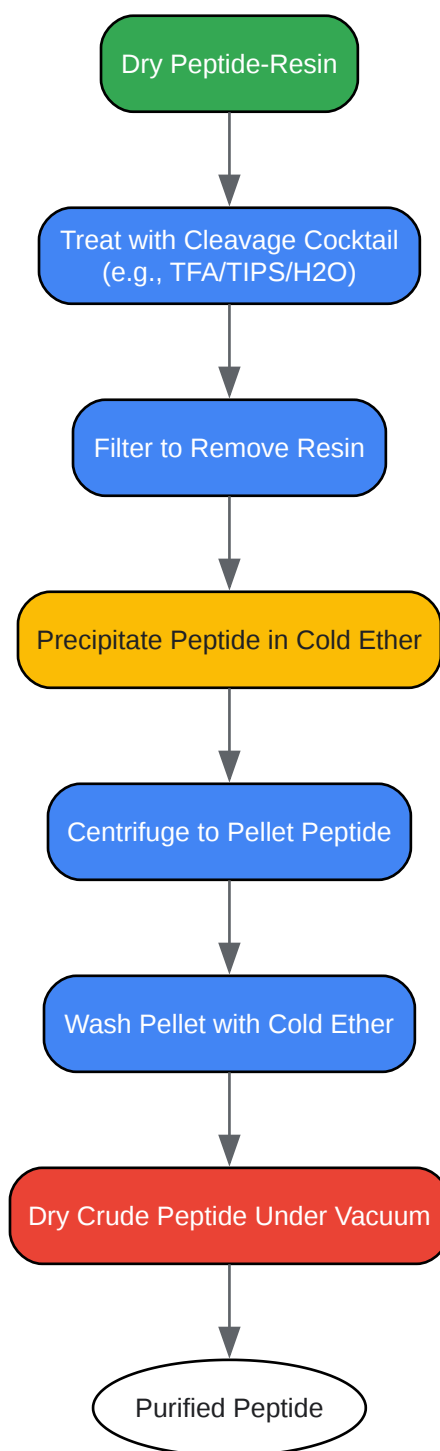 Dry Peptide-Resin
Treat with Cleavage Cocktail
(e.g., TFA/TIPS/H2O)
Filter to Remove Resin
Precipitate Peptide in Cold Ether
Centrifuge to Pellet Peptide
Wash Pellet with Cold Ether
Dry Crude Peptide Under Vacuum
Purified Peptide